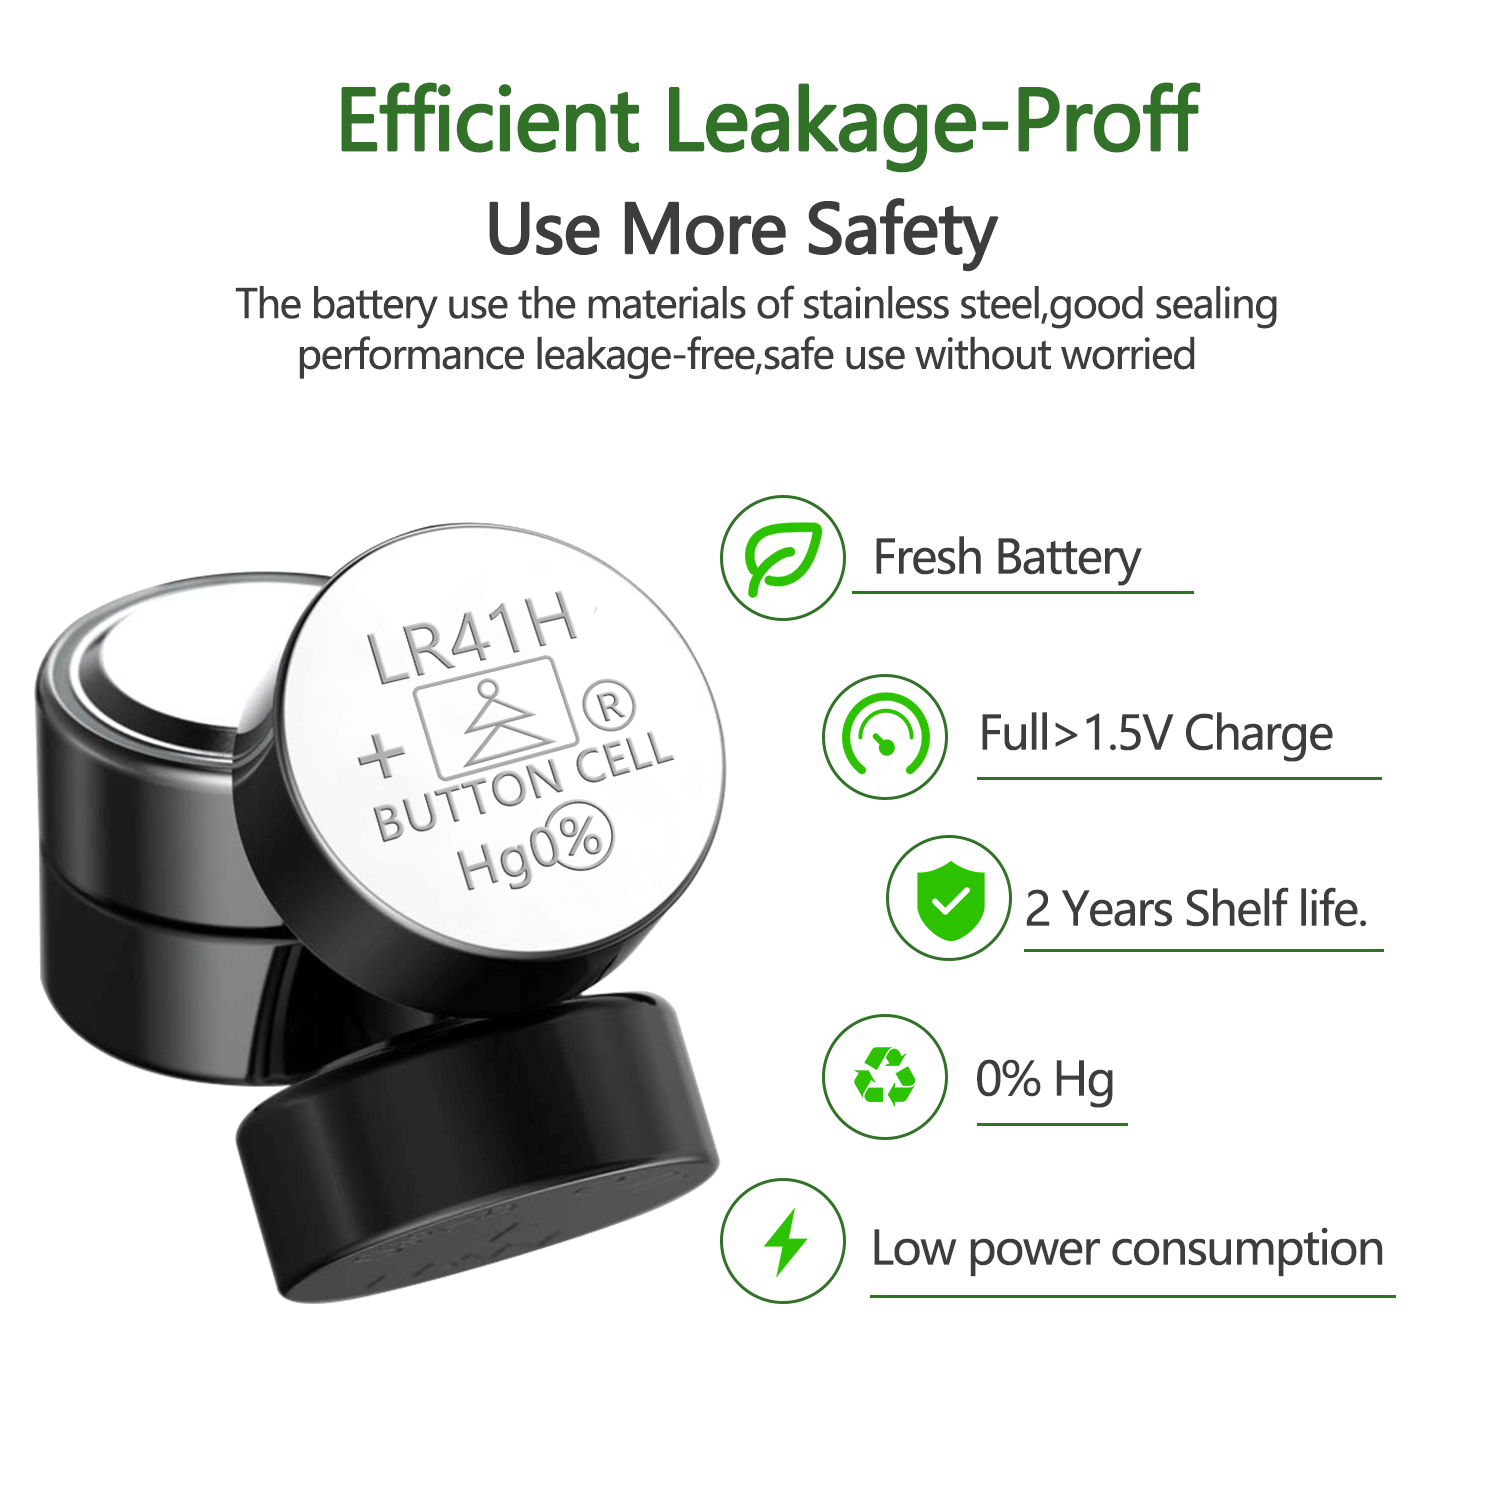 Efficient Leakage-Proff
Use More Safety
The battery use the materials of stainless steel,good sealing
performance leakage-free,safe use without worried
LR41H
+
®
BUTTON CELL
Hg0%
Fresh Battery
Full>1.5V Charge
2 Years Shelf life.
0% Hg
Low power consumption